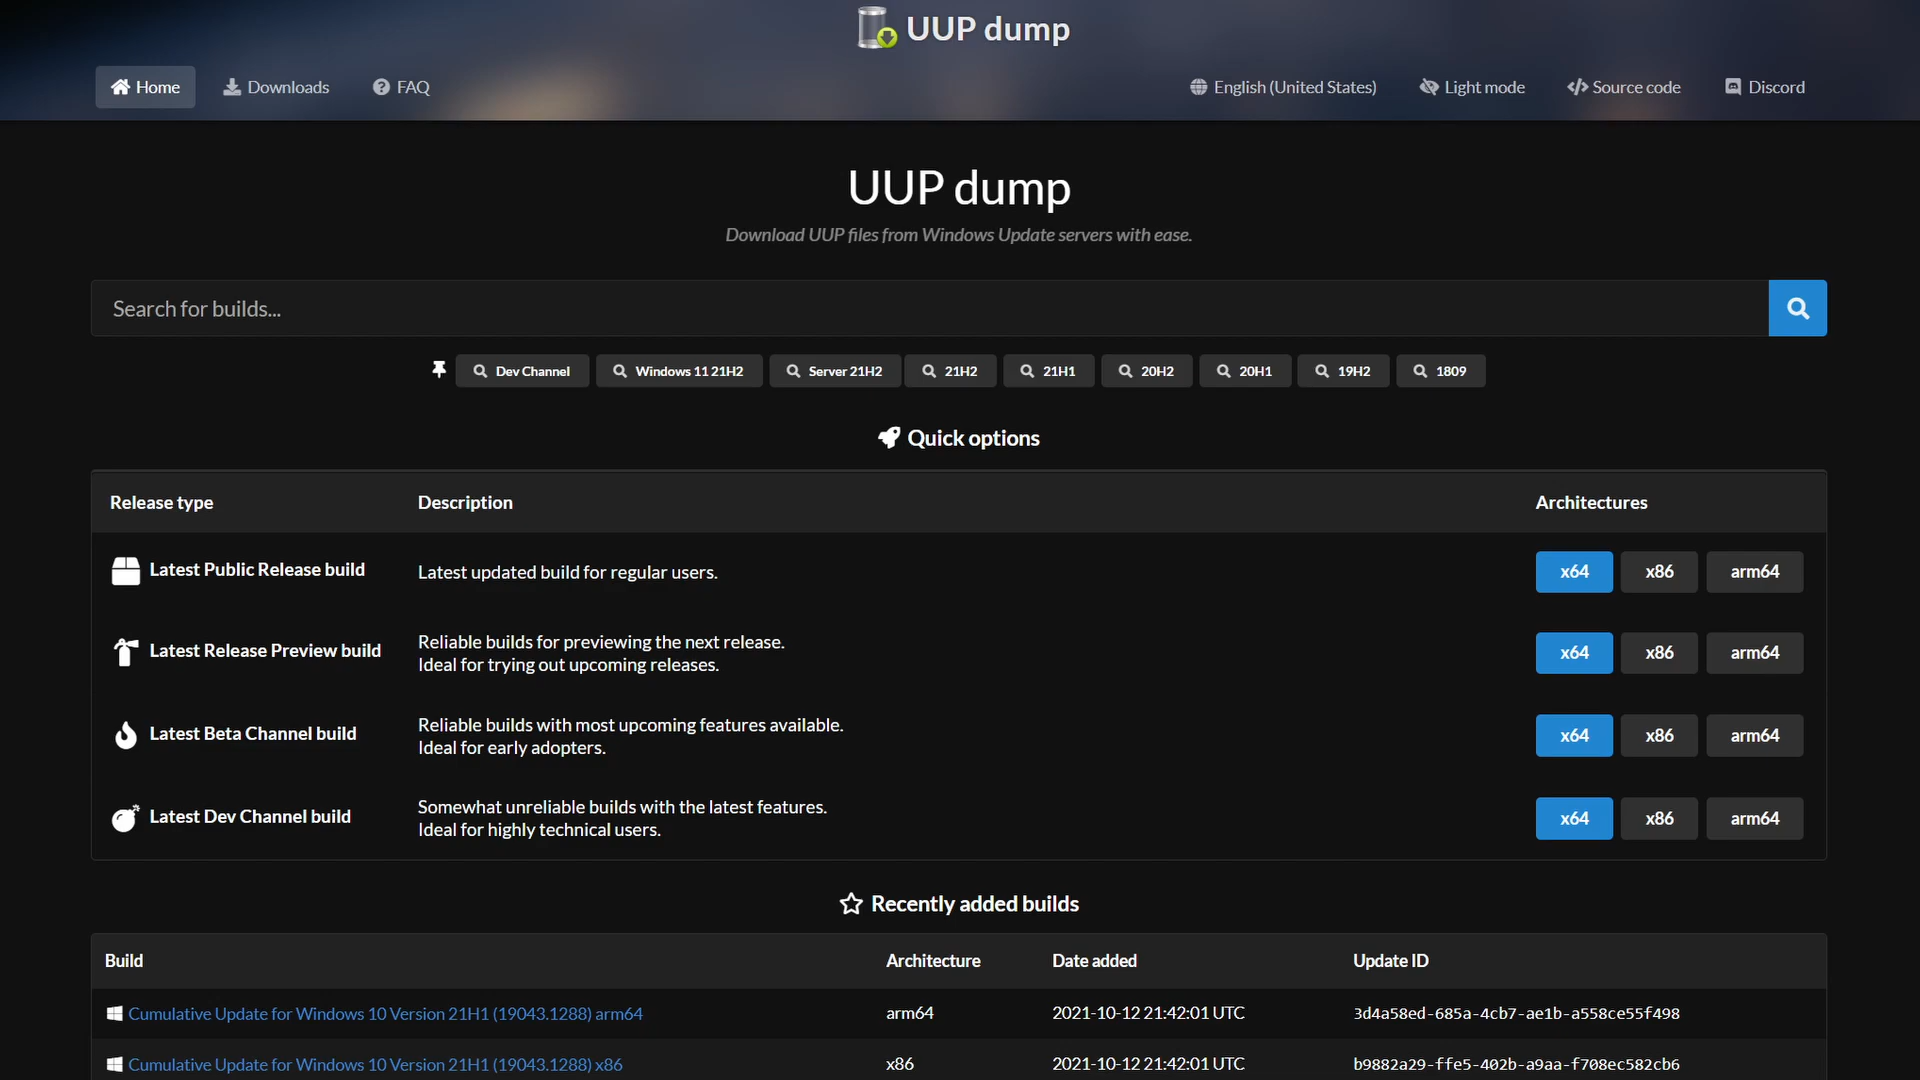 UUP dump
Home Downloads FAQ English (United States) Light mode Source code Discord
UUP dump
Download UUP files from Windows Update servers with ease.
Search for builds...
Dev Channel Windows 11 21H2 Server 21H2 21H2 21H1 20H2 20H1 19H2 1809
Quick options
Release type Description Architectures
Latest Public Release build Latest updated build for regular users. x64 x86 arm64
Latest Release Preview build Reliable builds for previewing the next release. x64 x86 arm64
Ideal for trying out upcoming releases.
Latest Beta Channel build Reliable builds with most upcoming features available. x64 x86 arm64
Ideal for early adopters.
Latest Dev Channel build Somewhat unreliable builds with the latest features. x64 x86 arm64
Ideal for highly technical users.
Recently added builds
Build Architecture Date added Update ID
Cumulative Update for Windows 10 Version 21H1 (19043.1288) arm64 arm64 2021-10-12 21:42:01 UTC 3d4a58ed-685a-4cb7-ae1b-a558ce55f498
Cumulative Update for Windows 10 Version 21H1 (19043.1288) x86 x86 2021-10-12 21:42:01 UTC b9882a29-ffe5-402b-a9aa-f708ec582cb6